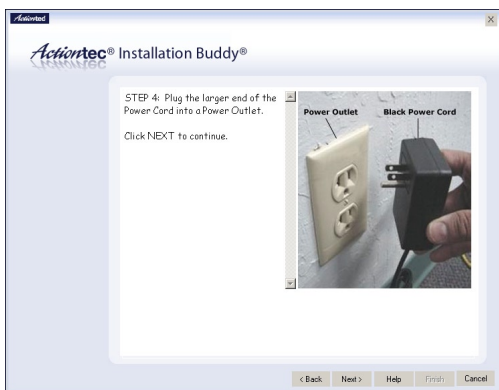 Actiontec
Actiontec® Installation Buddy®
STEP 4: Plug the larger end of the
Power Cord into a Power Outlet.
Click NEXT to continue.
Power Outlet
Black Power Cord
< Back
Next >
Help
Finish
Cancel